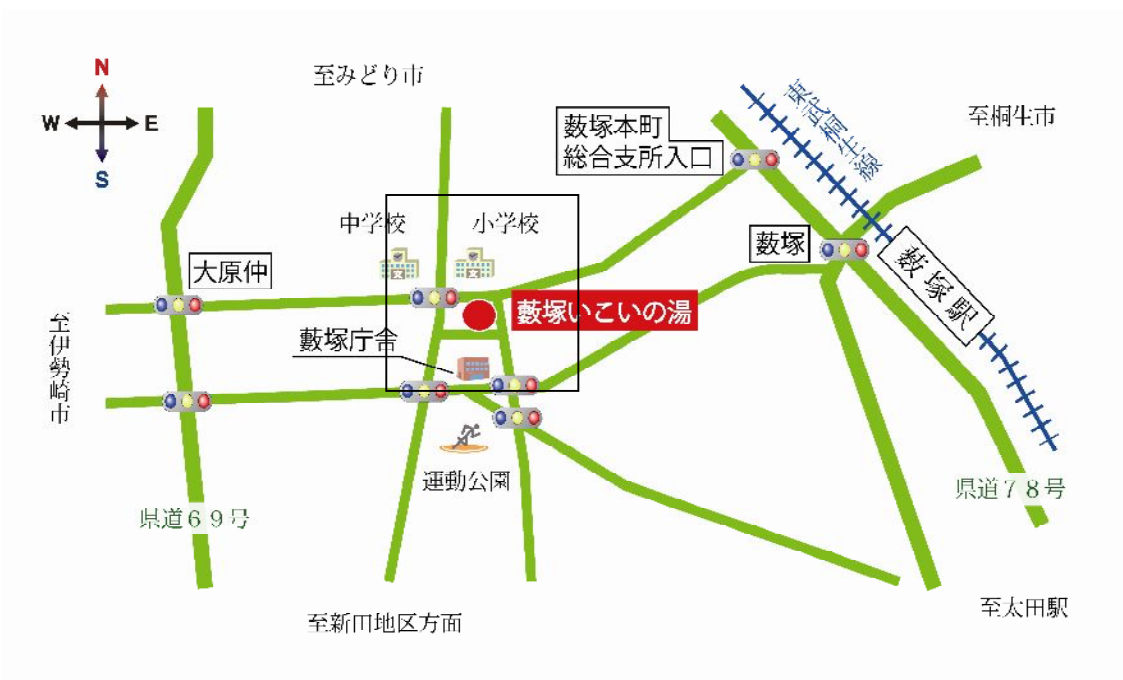 N
W E
S
至みどり市
東武桐生線
至桐生市
藪塚本町
総合支所入口
中学校
小学校
藪塚
大原仲
藪塚駅
藪塚いこいの湯
至伊勢崎市
藪塚庁舎
運動公園
県道78号
県道69号
至新田地区方面
至太田駅